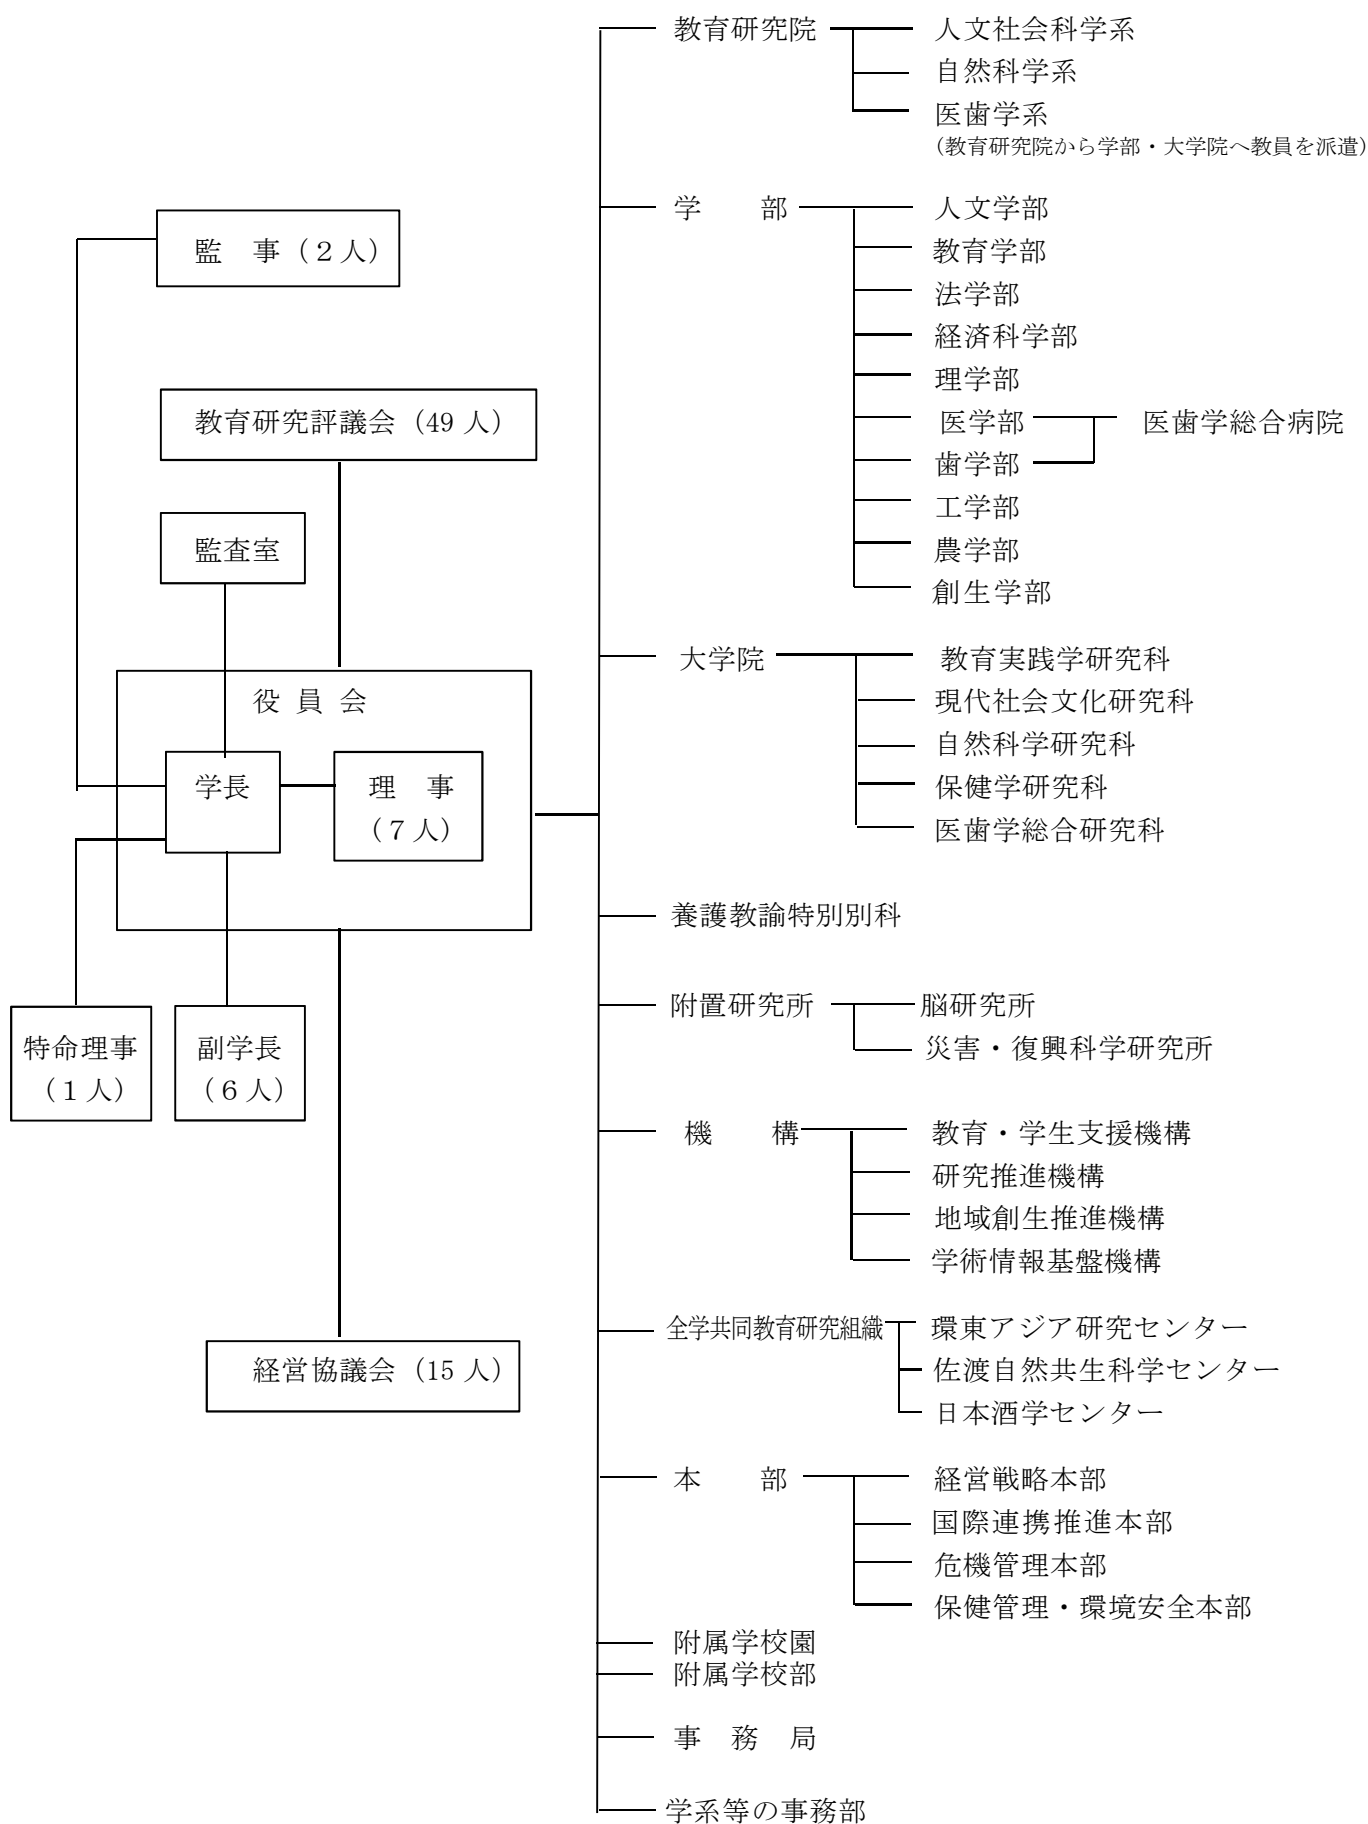 監　事（２人）
教育研究評議会（49 人）
監査室
役 員 会
学長
理　事
（７人）
特命理事
（１人）
副学長
（６人）
経営協議会（15 人）
教育研究院
人文社会科学系
自然科学系
医歯学系
（教育研究院から学部・大学院へ教員を派遣）
学　　部
人文学部
教育学部
法学部
経済科学部
理学部
医学部
医歯学総合病院
歯学部
工学部
農学部
創生学部
大学院
教育実践学研究科
現代社会文化研究科
自然科学研究科
保健学研究科
医歯学総合研究科
養護教諭特別別科
附置研究所
脳研究所
災害・復興科学研究所
機　　構
教育・学生支援機構
研究推進機構
地域創生推進機構
学術情報基盤機構
全学共同教育研究組織
環東アジア研究センター
佐渡自然共生科学センター
日本酒学センター
本　　部
経営戦略本部
国際連携推進本部
危機管理本部
保健管理・環境安全本部
附属学校園
附属学校部
事　務　局
学系等の事務部